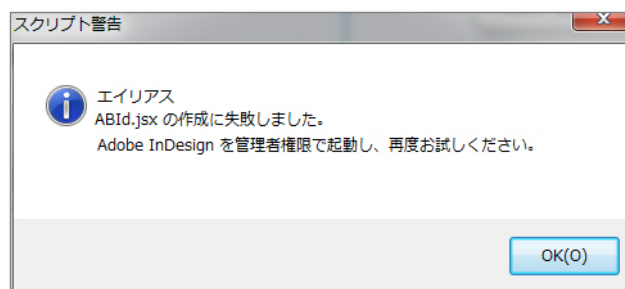 スクリプト警告
エイリアス
ABId.jsx の作成に失敗しました。
Adobe InDesign を管理者権限で起動し、再度お試しください。
OK(O)